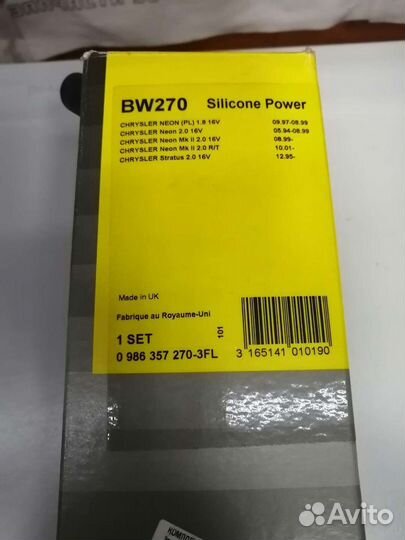 BW270 Silicone Power
CHRYSLER NEON (PL) 1.8 16V 09.97-08.99
CHRYSLER Neon 2.0 16V 05.94-08.99
CHRYSLER Neon Mk II 2.0 16V 08.99-
CHRYSLER Neon Mk II 2.0 R/T 10.01-
CHRYSLER Stratus 2.0 16V 12.95-
Made in UK
Fabrique au Royaume-Uni
1 SET
0 986 357 270-3FL
101
3 165141 010190
Avito